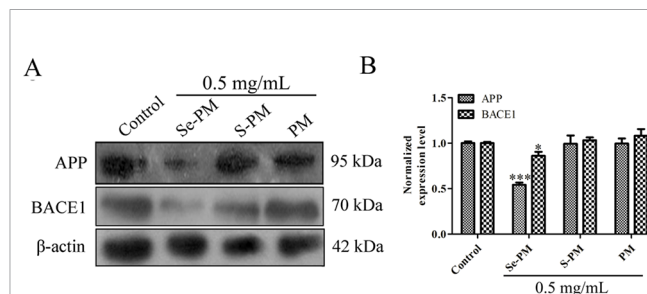 A
0.5 mg/mL
Control
Se-PM
S-PM
PM
APP
95 kDa
BACE1
70 kDa
β-actin
42 kDa
B
APP
BACE1
Normalized
expression level
1.5
1.0
0.5
0.0
***
*
Control
Se-PM
S-PM
PM
0.5 mg/mL